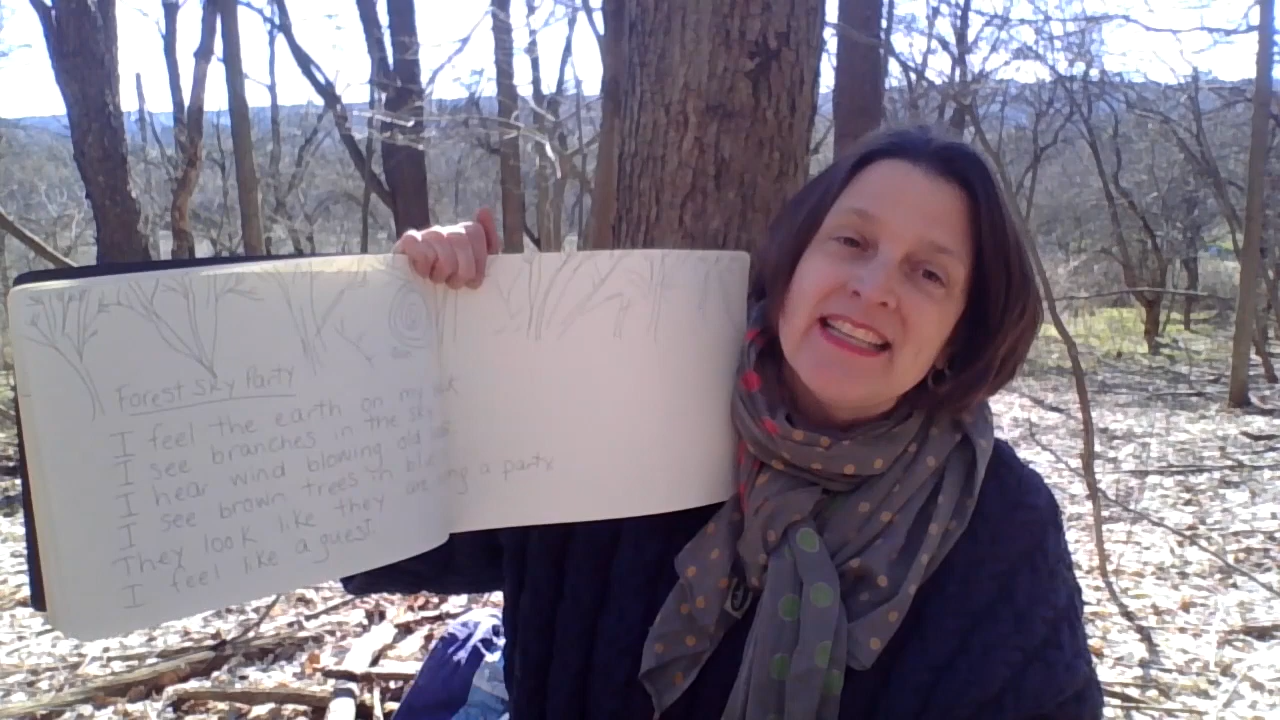 Forest Sky Party
I feel the earth on my
I see branches in the sky
I hear wind blowing old
I see brown trees in
They look like they are a party
I feel like a guest.